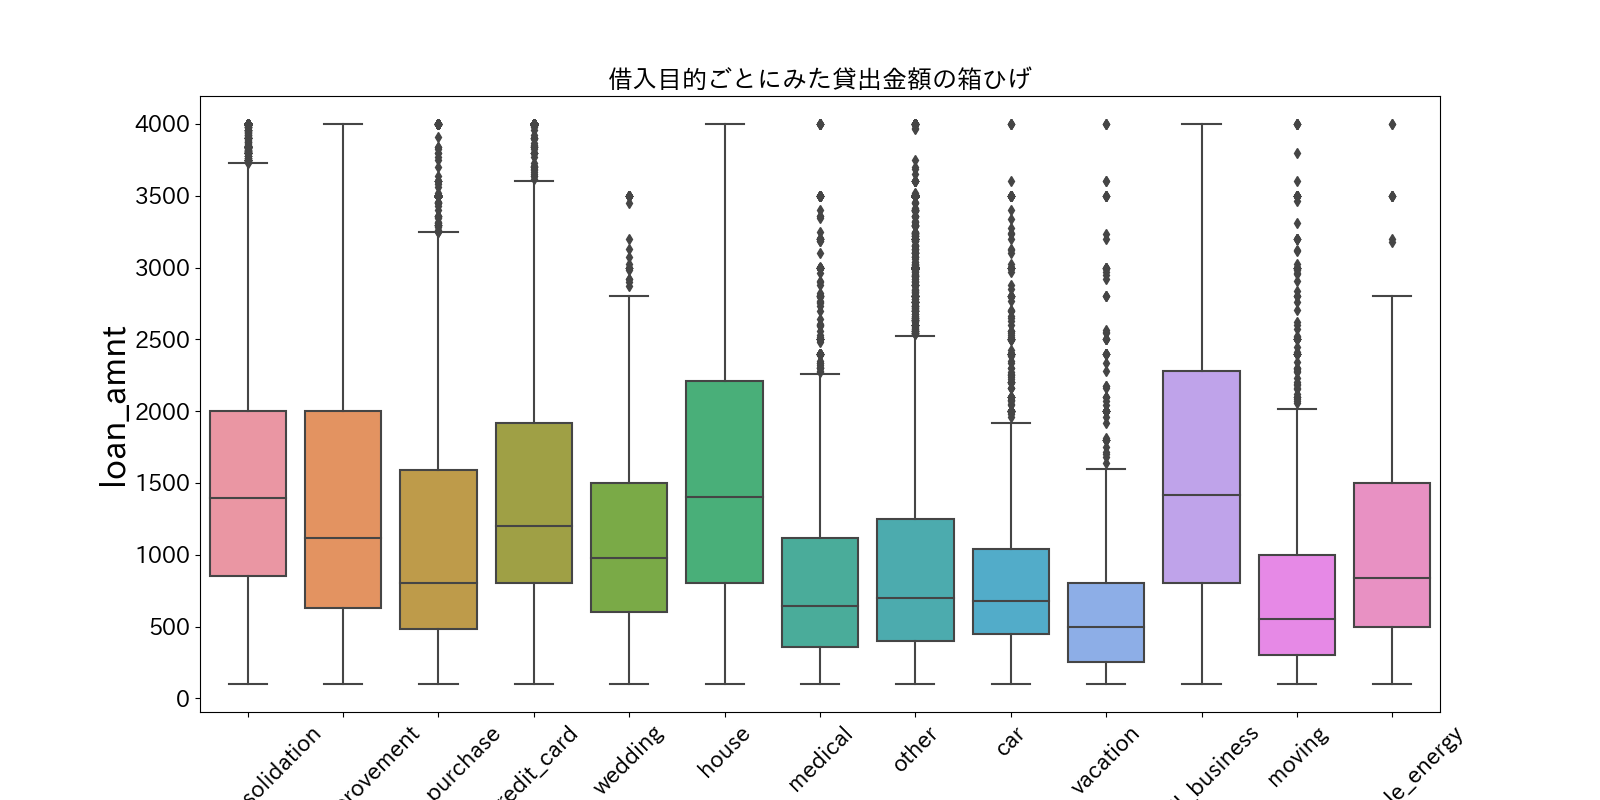 借入目的ごとにみた貸出金額の箱ひげ
loan_amnt
4000
3500
3000
2500
2000
1500
1000
500
0
solidation
rovement
purchase
redit_card
wedding
house
medical
other
car
vacation
_business
moving
le_energy